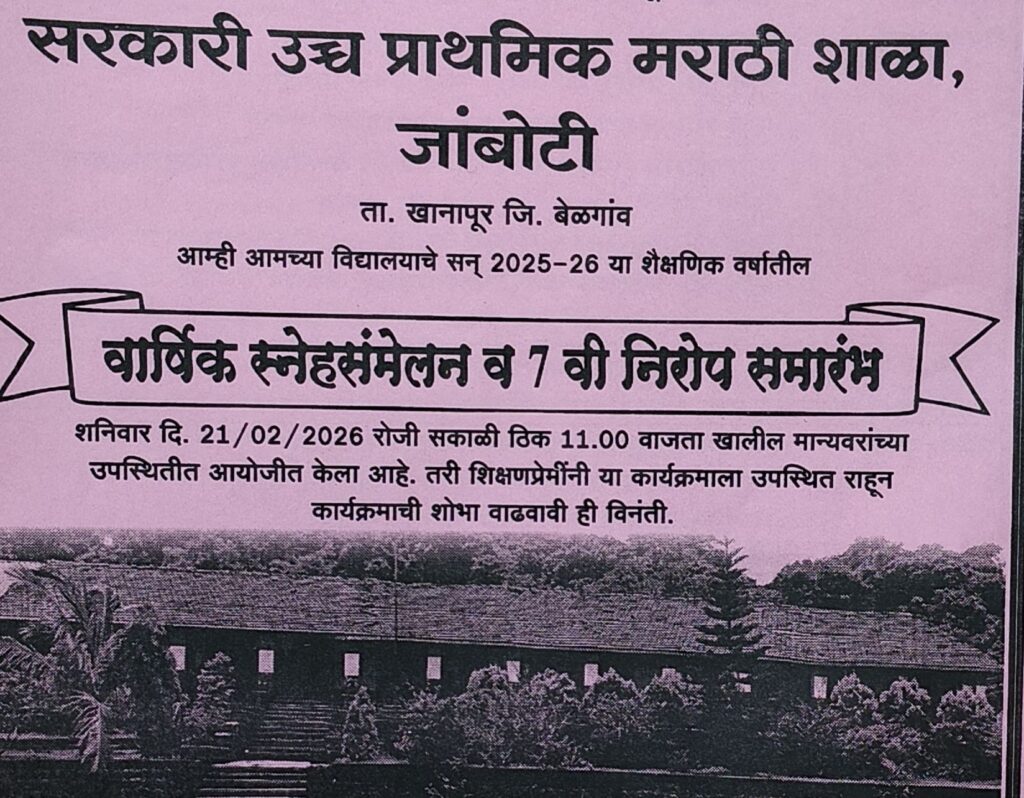 सरकारी उच्च प्राथमिक मराठी शाळा,
जांबोटी
ता. खानापूर जि. बेळगांव
आम्ही आमच्या विद्यालयाचे सन् 2025-26 या शैक्षणिक वर्षातील
वार्षिक स्नेहसंमेलन व 7 वी निरोप समारंभ
शनिवार दि. 21/02/2026 रोजी सकाळी ठिक 11.00 वाजता खालील मान्यवरांच्या
उपस्थितीत आयोजीत केला आहे. तरी शिक्षणप्रेमींनी या कार्यक्रमाला उपस्थित राहून
कार्यक्रमाची शोभा वाढवावी ही विनंती.